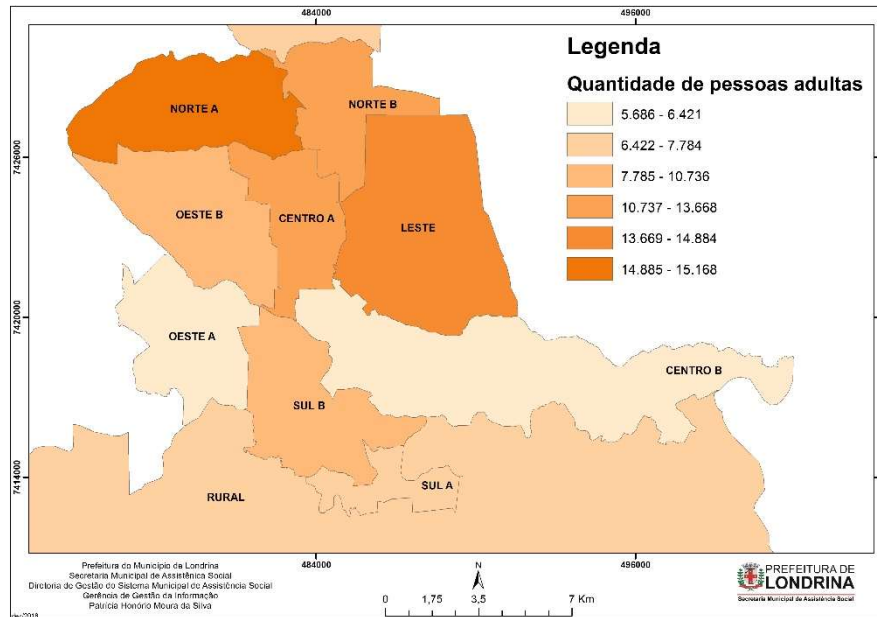 484000
496000
Legenda
Quantidade de pessoas adultas
5.686 - 6.421
6.422 - 7.784
7.785 - 10.736
10.737 - 13.668
13.669 - 14.884
14.885 - 15.168
NORTE A
NORTE B
7426000
7426000
OESTE B
CENTRO A
LESTE
7420000
7420000
OESTE A
CENTRO B
SUL B
7414000
7414000
RURAL
SUL A
484000
496000
Prefeitura do Município de Londrina
Secretaria Municipal de Assistência Social
Diretoria de Gestão do Sistema Municipal de Assistência Social
Gerência de Gestão da Informação
Patrícia Honório Moura da Silva
N
0 1,75 3,5 7 Km
PREFEITURA DE
LONDRINA
Secretaria Municipal de Assistência Social